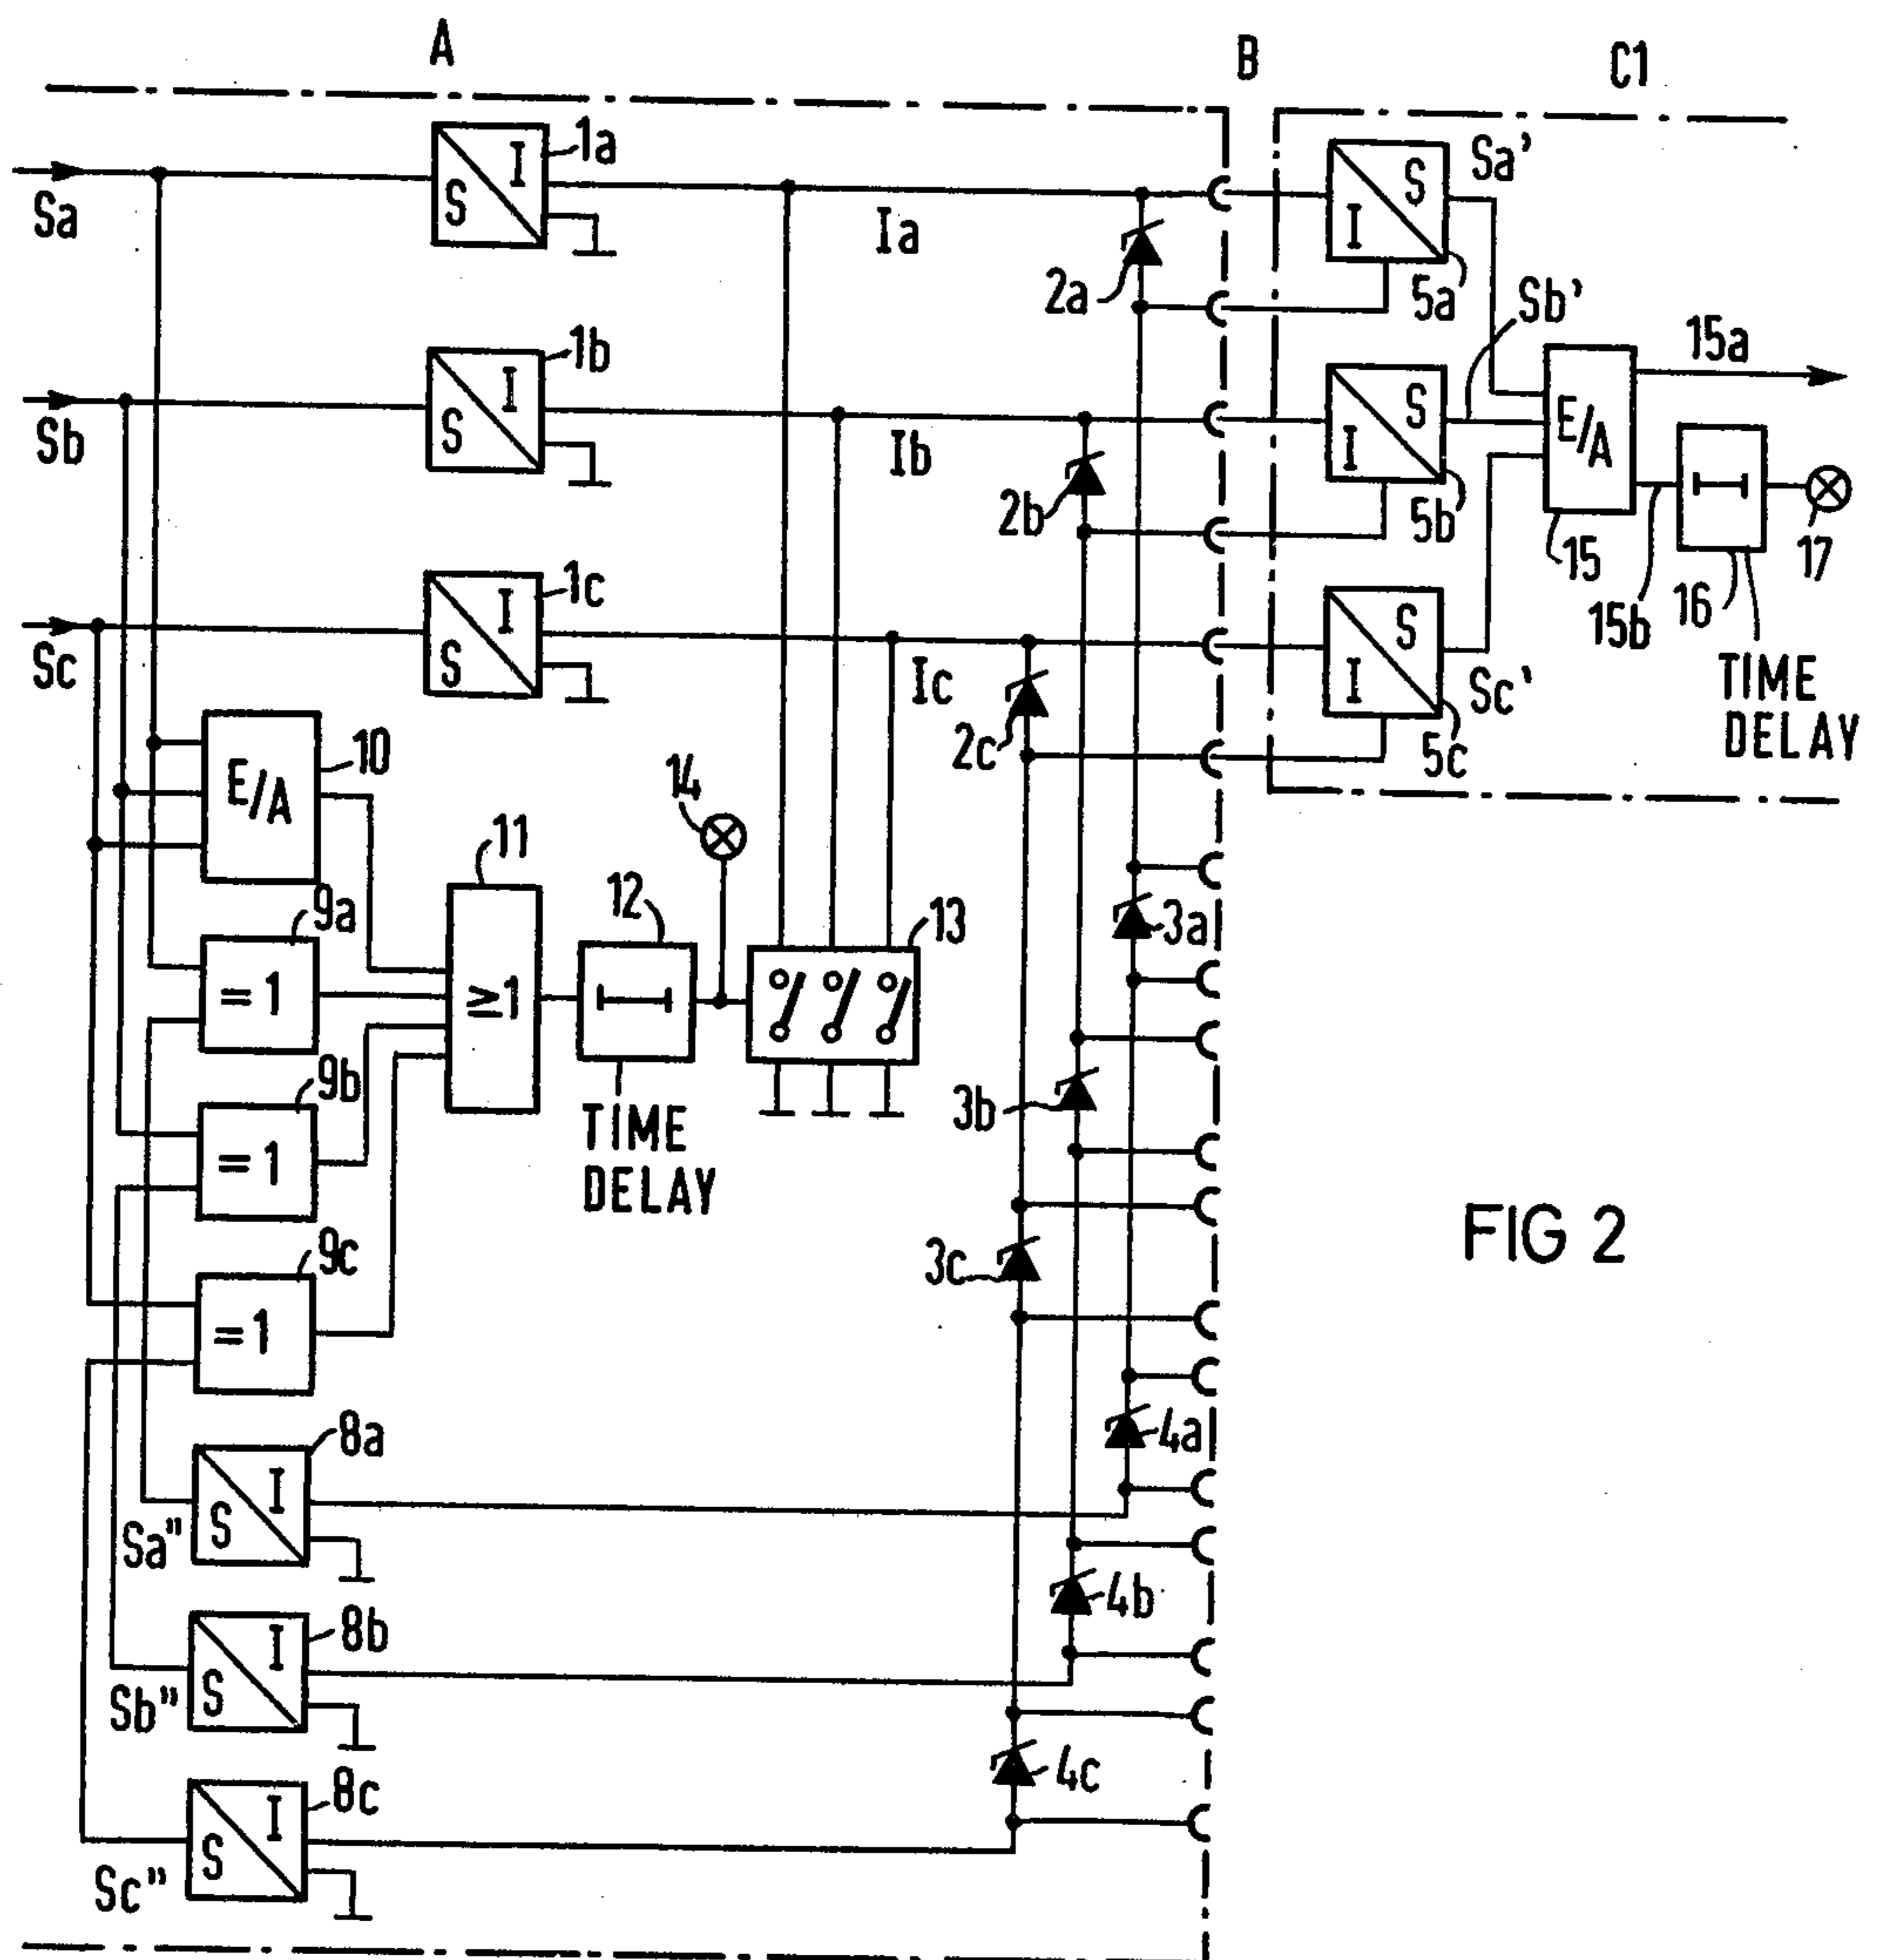 A
B
C1
Sa
S
I
1a
Ia
2a
I
S
Sa'
5a
Sb
S
I
1b
Ib
2b
I
S
Sb'
5b
E/A
15
15a
15b
16
17
TIME
DELAY
Sc
S
I
1c
Ic
2c
I
S
Sc'
5c
E/A
10
14
11
≥1
12
TIME
DELAY
13
9a
=1
9b
=1
9c
=1
3a
3b
3c
FIG 2
4a
4b
4c
8a
S
I
Sa"
8b
S
I
Sb"
8c
S
I
Sc"